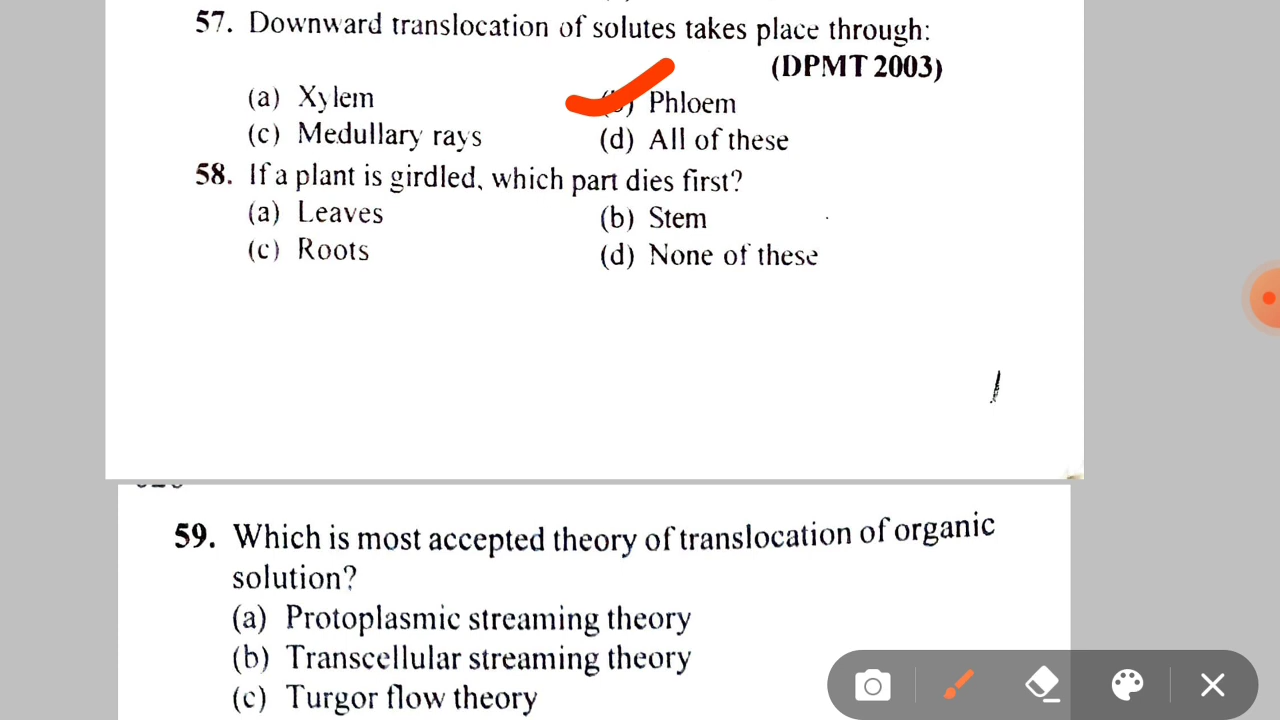 57. Downward translocation of solutes takes place through:
(DPMT 2003)
(a) Xylem (b) Phloem
(c) Medullary rays (d) All of these
58. If a plant is girdled, which part dies first?
(a) Leaves (b) Stem
(c) Roots (d) None of these
59. Which is most accepted theory of translocation of organic
solution?
(a) Protoplasmic streaming theory
(b) Transcellular streaming theory
(c) Turgor flow theory